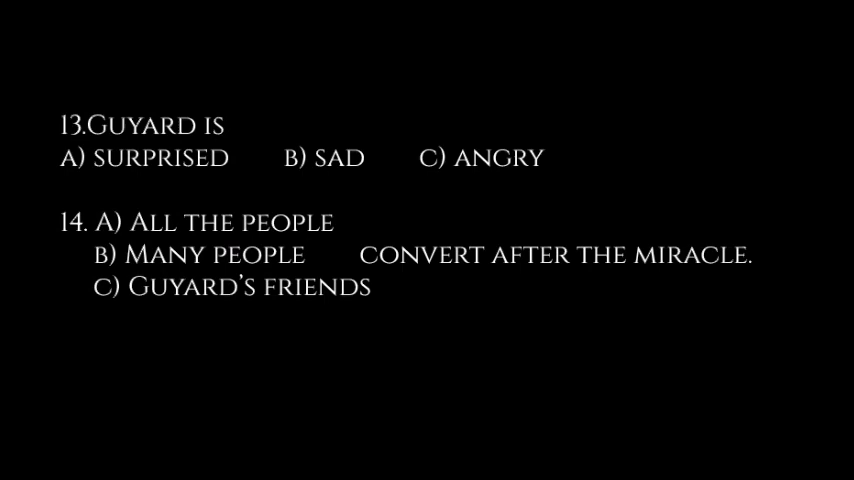 13.Guyard is
a) surprised b) sad c) angry
14. a) All the people
b) Many people convert after the miracle.
c) Guyard's friends